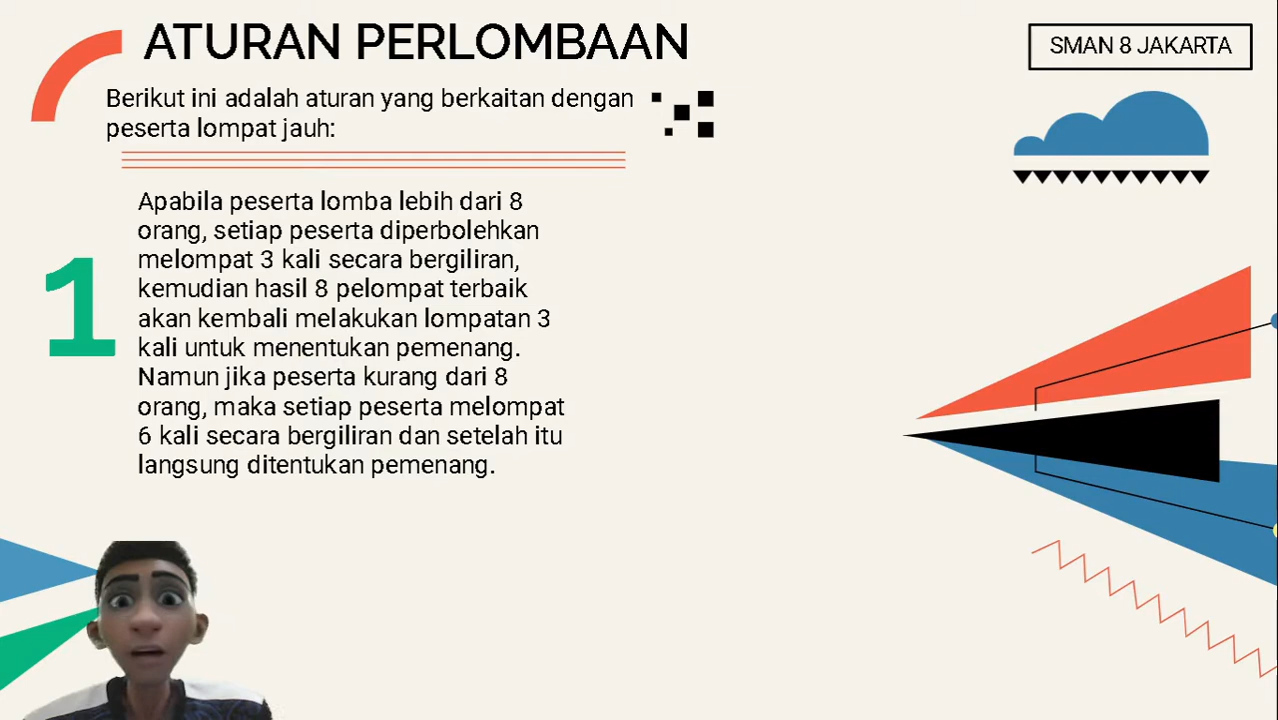 ATURAN PERLOMBAAN
SMAN 8 JAKARTA
Berikut ini adalah aturan yang berkaitan dengan
peserta lompat jauh:
1
Apabila peserta lomba lebih dari 8
orang, setiap peserta diperbolehkan
melompat 3 kali secara bergiliran,
kemudian hasil 8 pelompat terbaik
akan kembali melakukan lompatan 3
kali untuk menentukan pemenang.
Namun jika peserta kurang dari 8
orang, maka setiap peserta melompat
6 kali secara bergiliran dan setelah itu
langsung ditentukan pemenang.